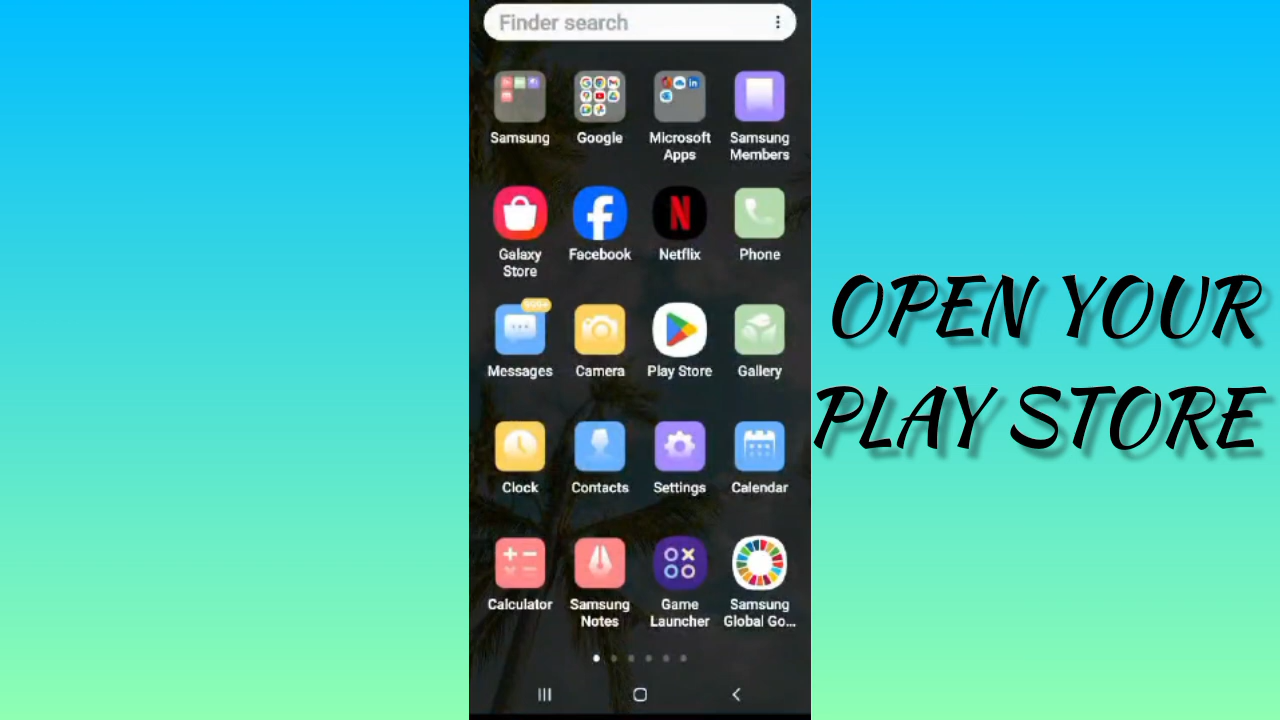 Finder search
Samsung
Google
Microsoft
Apps
Samsung
Members
Galaxy
Store
Facebook
Netflix
Phone
Messages
Camera
Play Store
Gallery
Clock
Contacts
Settings
Calendar
Calculator
Samsung
Notes
Game
Launcher
Samsung
Global Go...
OPEN YOUR
PLAY STORE